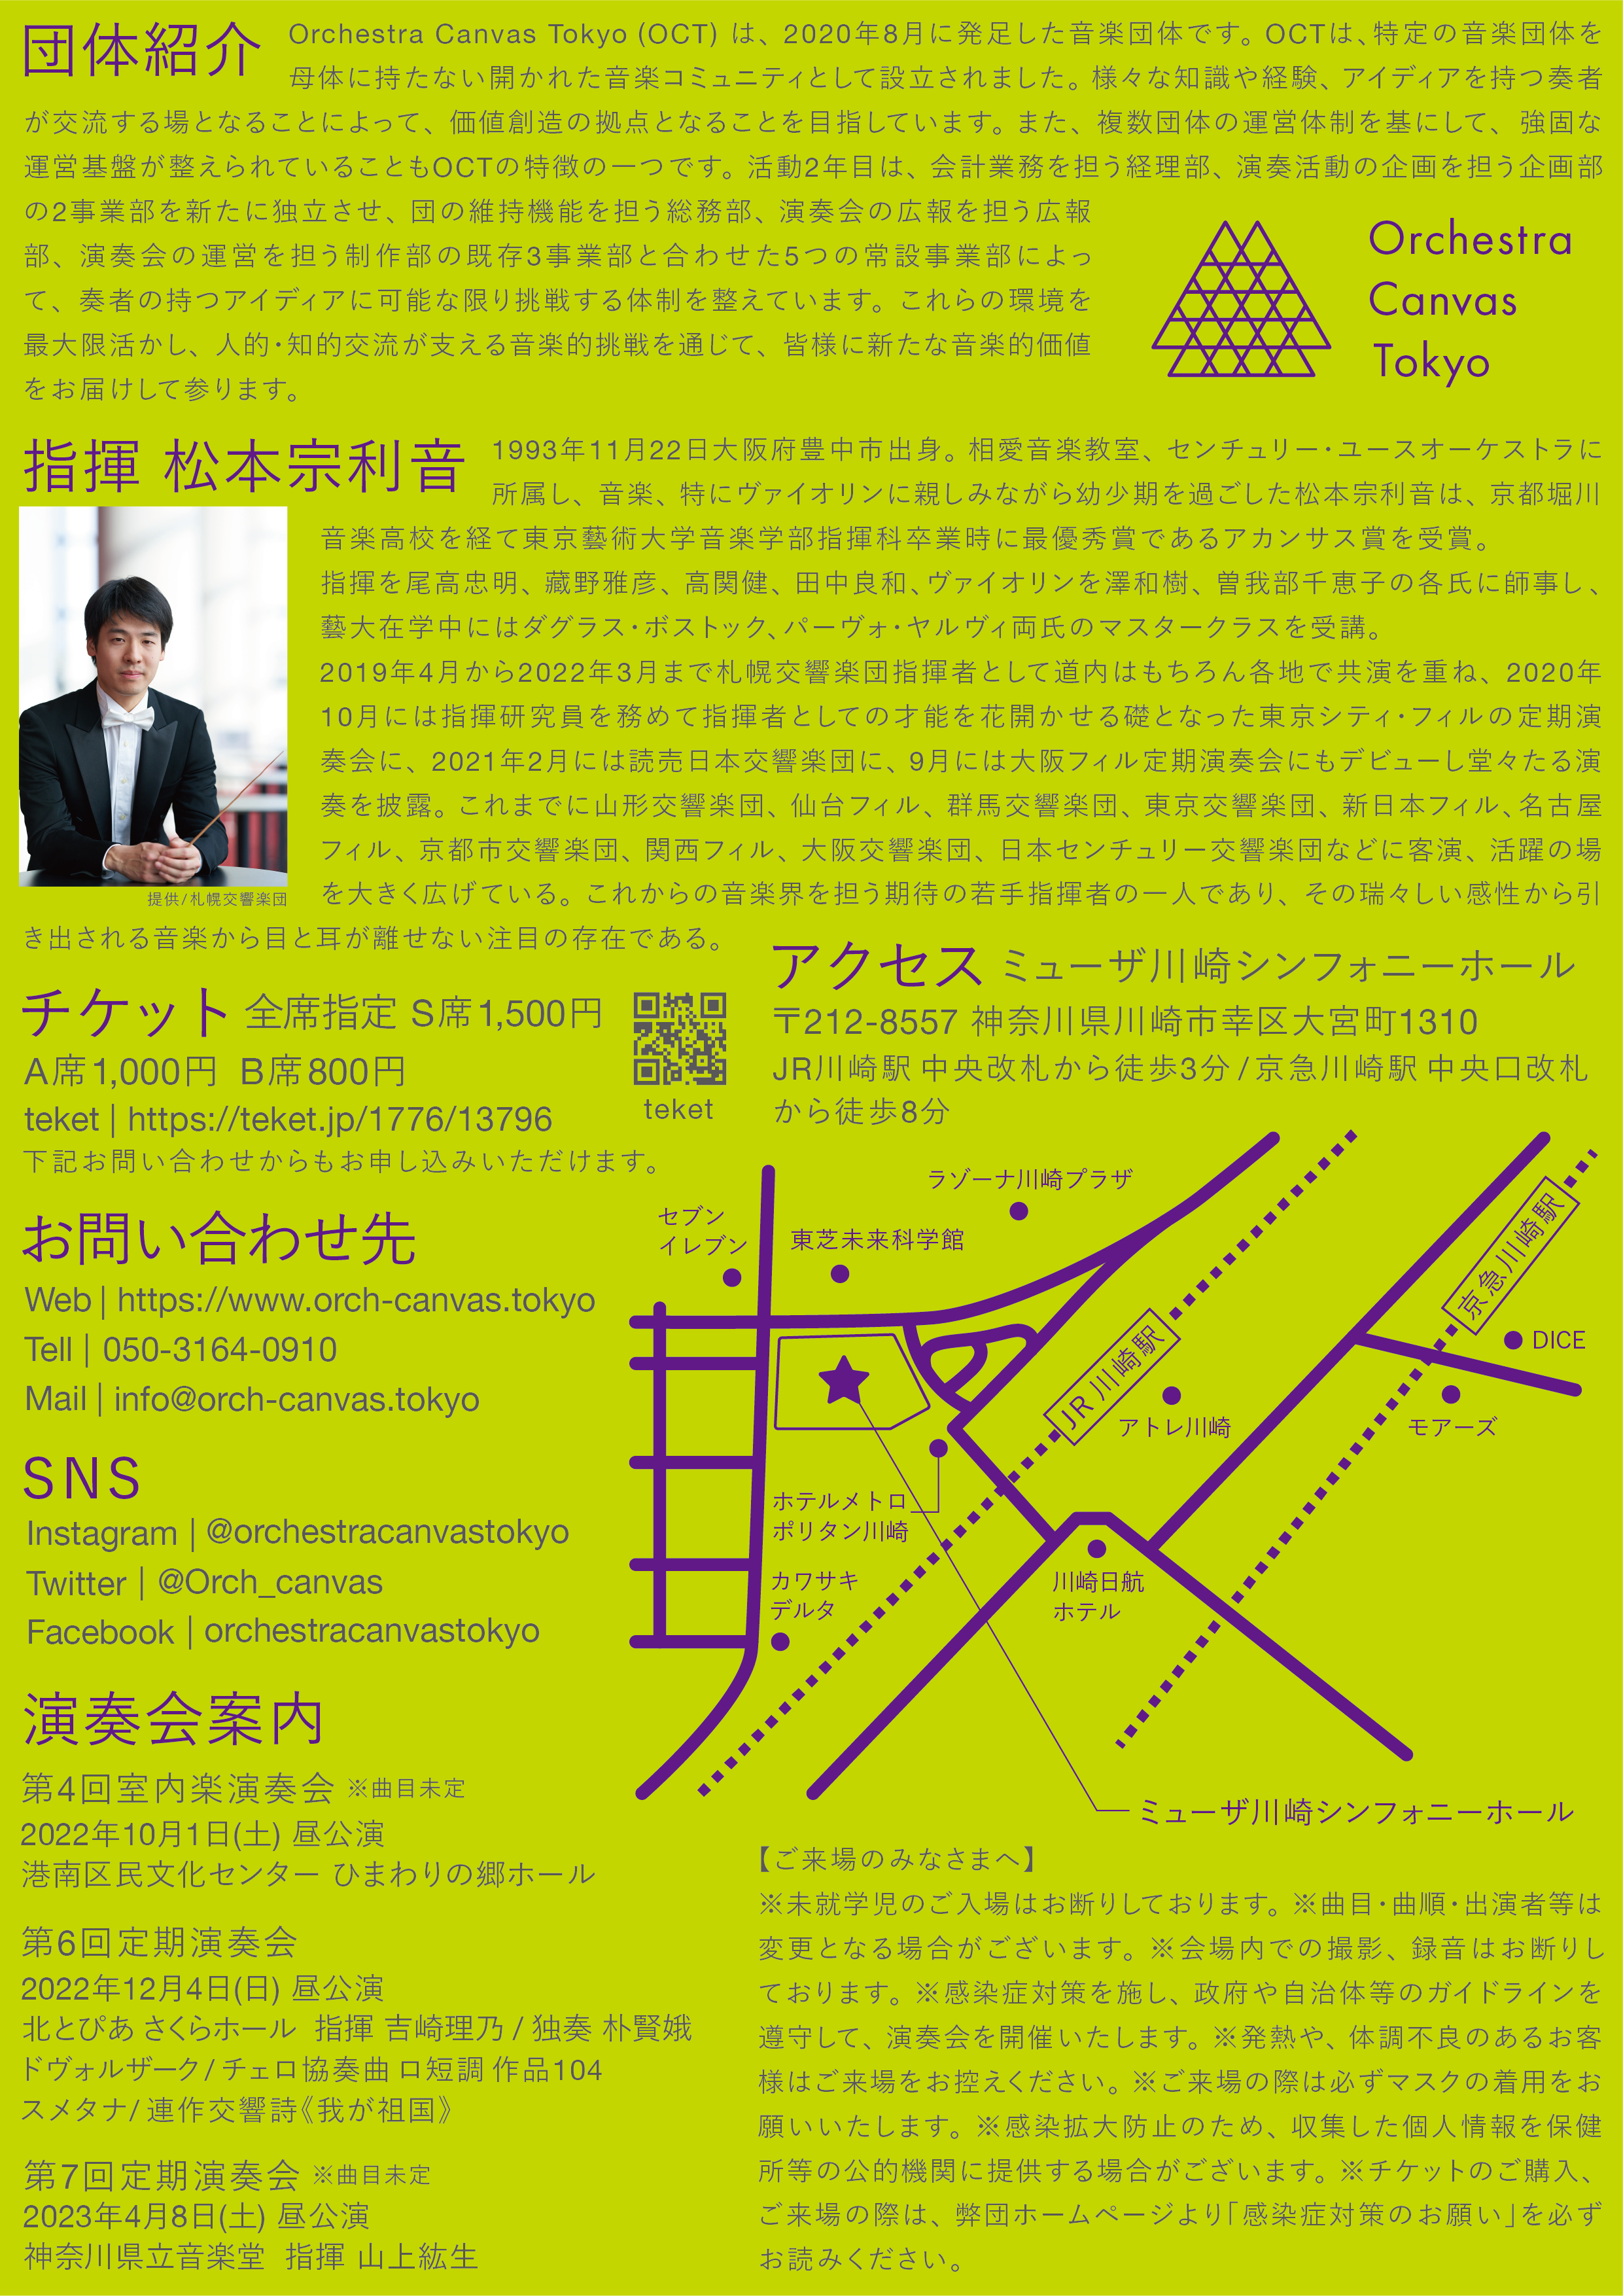 団体紹介
Orchestra Canvas Tokyo (OCT) は、2020年8月に発足した音楽団体です。OCTは、特定の音楽団体を
母体に持たない開かれた音楽コミュニティとして設立されました。様々な知識や経験、アイディアを持つ奏者
が交流する場となることによって、価値創造の拠点となることを目指しています。また、複数団体の運営体制を基にして、強固な
運営基盤が整えられていることもOCTの特徴の一つです。活動2年目は、会計業務を担う経理部、演奏活動の企画を担う企画部
の2事業部を新たに独立させ、団の維持機能を担う総務部、演奏会の広報を担う広報
部、演奏会の運営を担う制作部の既存3事業部と合わせた5つの常設事業部によっ
て、奏者の持つアイディアに可能な限り挑戦する体制を整えています。これらの環境を
最大限活かし、人的・知的交流が支える音楽的挑戦を通じて、皆様に新たな音楽的価値
をお届けして参ります。
Orchestra
Canvas
Tokyo
指揮 松本宗利音
1993年11月22日大阪府豊中市出身。相愛音楽教室、センチュリー・ユースオーケストラに
所属し、音楽、特にヴァイオリンに親しみながら幼少期を過ごした松本宗利音は、京都堀川
音楽高校を経て東京藝術大学音楽学部指揮科卒業時に最優秀賞であるアカンサス賞を受賞。
指揮を尾高忠明、藏野雅彦、高関健、田中良和、ヴァイオリンを澤和樹、曽我部千恵子の各氏に師事し、
藝大在学中にはダグラス・ボストック、パーヴォ・ヤルヴィ両氏のマスタークラスを受講。
2019年4月から2022年3月まで札幌交響楽団指揮者として道内はもちろん各地で共演を重ね、2020年
10月には指揮研究員を務めて指揮者としての才能を花開かせる礎となった東京シティ・フィルの定期演
奏会に、2021年2月には読売日本交響楽団に、9月には大阪フィル定期演奏会にもデビューし堂々たる演
奏を披露。これまでに山形交響楽団、仙台フィル、群馬交響楽団、東京交響楽団、新日本フィル、名古屋
フィル、京都市交響楽団、関西フィル、大阪交響楽団、日本センチュリー交響楽団などに客演、活躍の場
を大きく広げている。これからの音楽界を担う期待の若手指揮者の一人であり、その瑞々しい感性から引
き出される音楽から目と耳が離せない注目の存在である。
提供/札幌交響楽団
チケット 全席指定 S席1,500円
A席1,000円 B席800円
teket | https://teket.jp/1776/13796
下記お問い合わせからもお申し込みいただけます。
teket
アクセス ミューザ川崎シンフォニーホール
〒212-8557 神奈川県川崎市幸区大宮町1310
JR川崎駅 中央改札から徒歩3分/京急川崎駅 中央口改札
から徒歩8分
お問い合わせ先
Web | https://www.orch-canvas.tokyo
Tell | 050-3164-0910
Mail | info@orch-canvas.tokyo
SNS
Instagram | @orchestracanvastokyo
Twitter | @Orch_canvas
Facebook | orchestracanvastokyo
ラゾーナ川崎プラザ
セブン
イレブン
東芝未来科学館
京急川崎駅
DICE
JR川崎駅
アトレ川崎
モアーズ
ホテルメトロ
ポリタン川崎
カワサキ
デルタ
川崎日航
ホテル
ミューザ川崎シンフォニーホール
演奏会案内
第4回室内楽演奏会 ※曲目未定
2022年10月1日(土) 昼公演
港南区民文化センター ひまわりの郷ホール
第6回定期演奏会
2022年12月4日(日) 昼公演
北とぴあ さくらホール 指揮 吉崎理乃 / 独奏 朴賢娥
ドヴォルザーク/ チェロ協奏曲 ロ短調 作品104
スメタナ/ 連作交響詩《我が祖国》
第7回定期演奏会 ※曲目未定
2023年4月8日(土) 昼公演
神奈川県立音楽堂 指揮 山上紘生
【ご来場のみなさまへ】
※未就学児のご入場はお断りしております。※曲目・曲順・出演者等は
変更となる場合がございます。※会場内での撮影、録音はお断りし
ております。※感染症対策を施し、政府や自治体等のガイドラインを
遵守して、演奏会を開催いたします。※発熱や、体調不良のあるお客
様はご来場をお控えください。※ご来場の際は必ずマスクの着用をお
願いいたします。※感染拡大防止のため、収集した個人情報を保健
所等の公的機関に提供する場合がございます。※チケットのご購入、
ご来場の際は、弊団ホームページより「感染症対策のお願い」を必ず
お読みください。